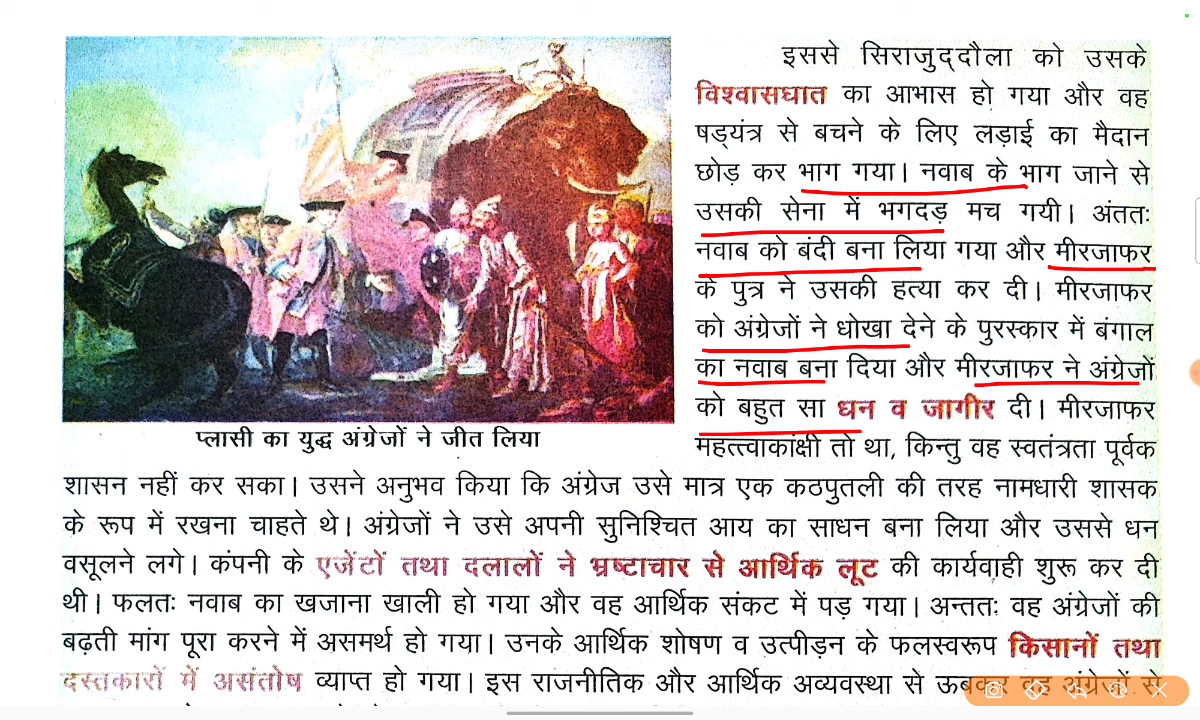 इससे सिराजुद्दौला को उसके
विश्वासघात का आभास हो गया और वह
षड्यंत्र से बचने के लिए लड़ाई का मैदान
छोड़ कर भाग गया। नवाब के भाग जाने से
उसकी सेना में भगदड़ मच गयी। अंततः
नवाब को बंदी बना लिया गया और मीरजाफर
के पुत्र ने उसकी हत्या कर दी। मीरजाफर
को अंग्रेजों ने धोखा देने के पुरस्कार में बंगाल
का नवाब बना दिया और मीरजाफर ने अंग्रेजों
को बहुत सा धन व जागीर दी। मीरजाफर
महत्त्वाकांक्षी तो था, किन्तु वह स्वतंत्रता पूर्वक
प्लासी का युद्ध अंग्रेजों ने जीत लिया
शासन नहीं कर सका। उसने अनुभव किया कि अंग्रेज उसे मात्र एक कठपुतली की तरह नामधारी शासक
के रूप में रखना चाहते थे। अंग्रेजों ने उसे अपनी सुनिश्चित आय का साधन बना लिया और उससे धन
वसूलने लगे। कंपनी के एजेंटों तथा दलालों ने भ्रष्टाचार से आर्थिक लूट की कार्यवाही शुरू कर दी
थी। फलतः नवाब का खजाना खाली हो गया और वह आर्थिक संकट में पड़ गया। अन्ततः वह अंग्रेजों की
बढ़ती मांग पूरा करने में असमर्थ हो गया। उनके आर्थिक शोषण व उत्पीड़न के फलस्वरूप किसानों तथा
दस्तकारों में असंतोष व्याप्त हो गया। इस राजनीतिक और आर्थिक अव्यवस्था से ऊबकर वह अंग्रेजों से